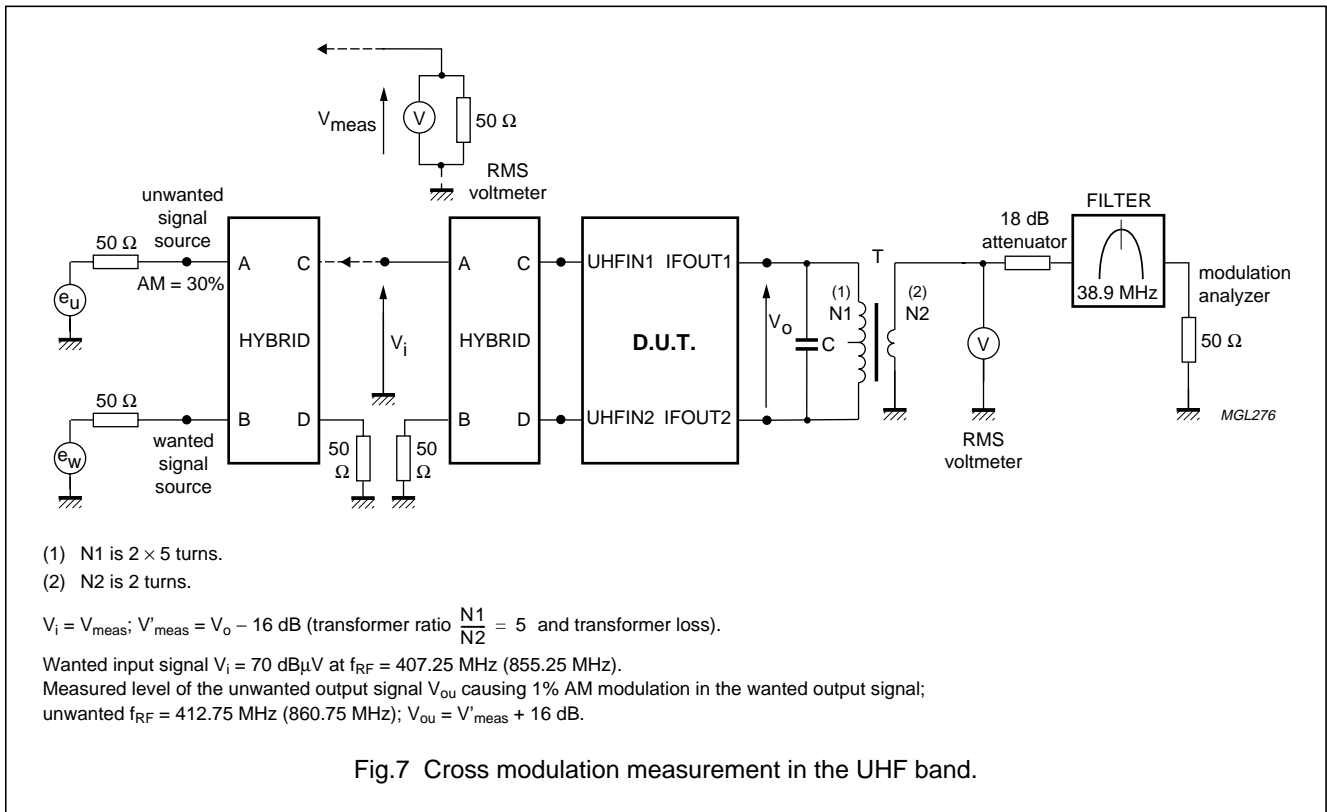 V_meas
V
50 Ω
RMS
voltmeter
unwanted
signal
source
50 Ω
A
C
AM = 30%
e_u
HYBRID
V_i
50 Ω
B
D
e_w
wanted
signal
source
50
Ω
50
Ω
A
C
HYBRID
B
D
UHFIN1 IFOUT1
D.U.T.
UHFIN2 IFOUT2
V_o
C
(1)
N1
T
(2)
N2
V
RMS
voltmeter
18 dB
attenuator
FILTER
38.9 MHz
modulation
analyzer
50 Ω
MGL276
(1) N1 is 2 × 5 turns.
(2) N2 is 2 turns.
V_i = V_meas; V'_meas = V_o − 16 dB (transformer ratio N1/N2 = 5 and transformer loss).
Wanted input signal V_i = 70 dBμV at f_RF = 407.25 MHz (855.25 MHz).
Measured level of the unwanted output signal V_ou causing 1% AM modulation in the wanted output signal;
unwanted f_RF = 412.75 MHz (860.75 MHz); V_ou = V'_meas + 16 dB.
Fig.7 Cross modulation measurement in the UHF band.